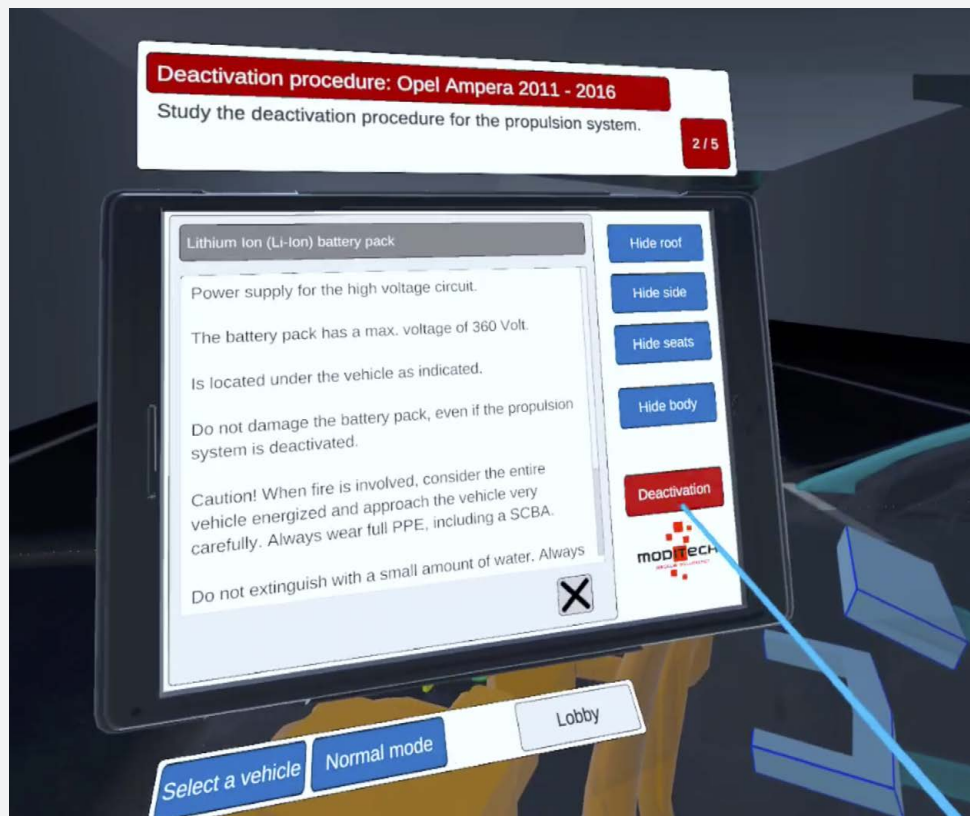 Deactivation procedure: Opel Ampera 2011 - 2016
Study the deactivation procedure for the propulsion system.
2 / 5
Lithium Ion (Li-Ion) battery pack
Power supply for the high voltage circuit.
The battery pack has a max. voltage of 360 Volt.
Is located under the vehicle as indicated.
Do not damage the battery pack, even if the propulsion
system is deactivated.
Caution! When fire is involved, consider the entire
vehicle energized and approach the vehicle very
carefully. Always wear full PPE, including a SCBA.
Do not extinguish with a small amount of water. Always
Hide roof
Hide side
Hide seats
Hide body
Deactivation
MODITECH
Select a vehicle
Normal mode
Lobby